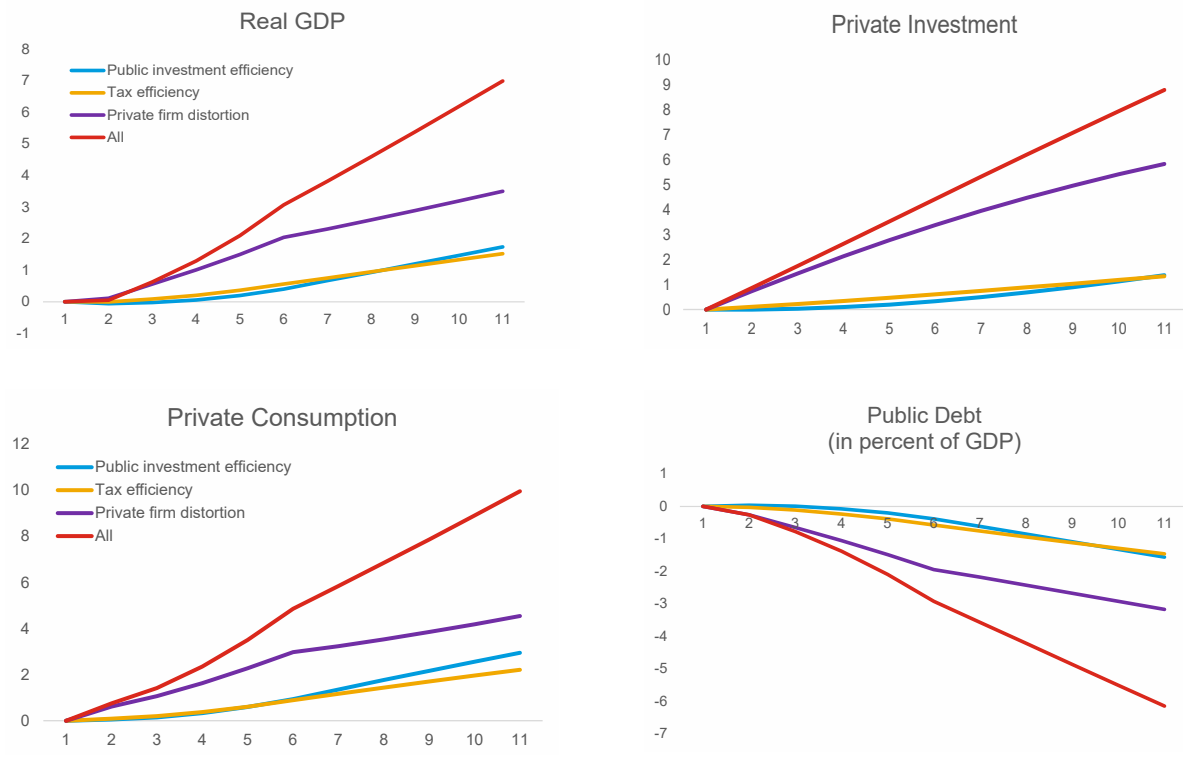 Real GDP
8
7
6
5
4
3
2
1
0
-1
Public investment efficiency
Tax efficiency
Private firm distortion
All
1 2 3 4 5 6 7 8 9 10 11
Private Investment
10
9
8
7
6
5
4
3
2
1
0
1 2 3 4 5 6 7 8 9 10 11
Private Consumption
12
10
8
6
4
2
0
Public investment efficiency
Tax efficiency
Private firm distortion
All
1 2 3 4 5 6 7 8 9 10 11
Public Debt
(in percent of GDP)
1
0
-1
-2
-3
-4
-5
-6
-7
1 2 3 4 5 6 7 8 9 10 11